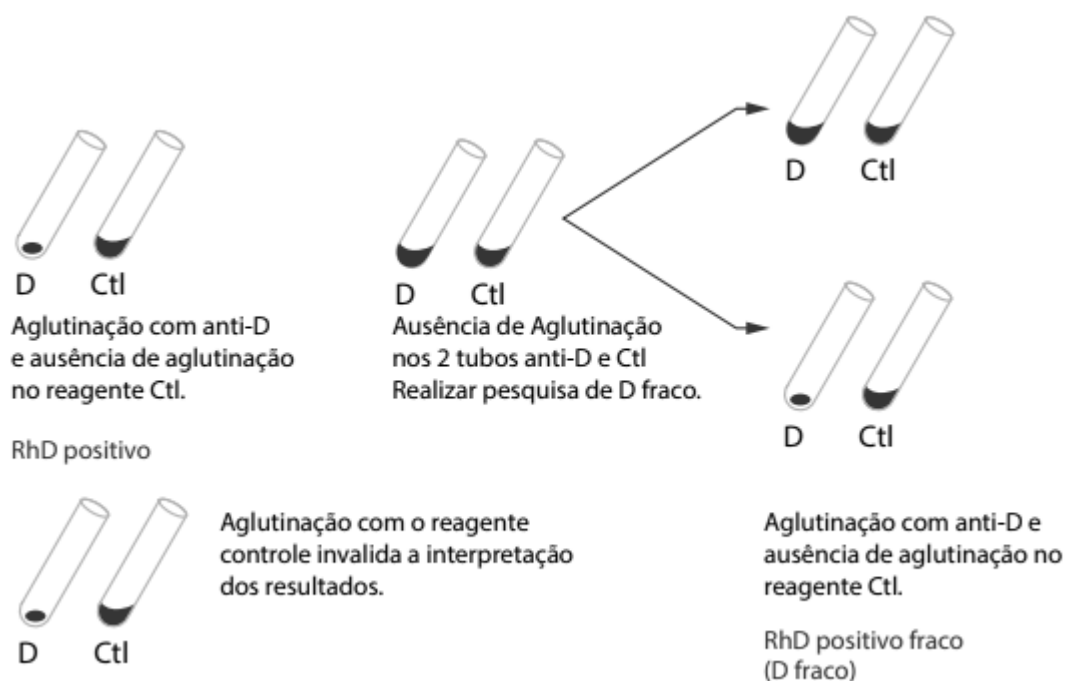 D Ctl
D Ctl
Aglutinação com anti-D
e ausência de aglutinação
no reagente Ctl.
RhD positivo
D Ctl
Ausência de Aglutinação
nos 2 tubos anti-D e Ctl
Realizar pesquisa de D fraco.
D Ctl
D Ctl
Aglutinação com o reagente
controle invalida a interpretação
dos resultados.
Aglutinação com anti-D e
ausência de aglutinação no
reagente Ctl.
RhD positivo fraco
(D fraco)